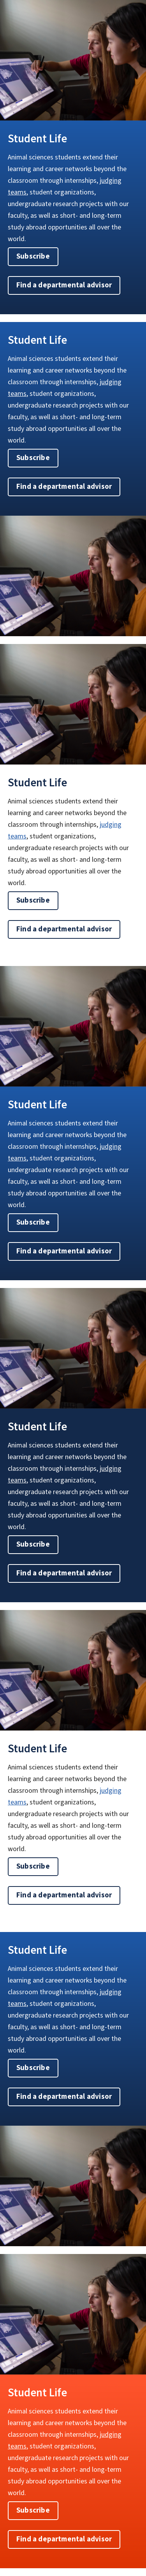 Student Life
Animal sciences students extend their
learning and career networks beyond the
classroom through internships, judging
teams, student organizations,
undergraduate research projects with our
faculty, as well as short- and long-term
study abroad opportunities all over the
world.
Subscribe
Find a departmental advisor
Student Life
Animal sciences students extend their
learning and career networks beyond the
classroom through internships, judging
teams, student organizations,
undergraduate research projects with our
faculty, as well as short- and long-term
study abroad opportunities all over the
world.
Subscribe
Find a departmental advisor
Student Life
Animal sciences students extend their
learning and career networks beyond the
classroom through internships, judging
teams, student organizations,
undergraduate research projects with our
faculty, as well as short- and long-term
study abroad opportunities all over the
world.
Subscribe
Find a departmental advisor
Student Life
Animal sciences students extend their
learning and career networks beyond the
classroom through internships, judging
teams, student organizations,
undergraduate research projects with our
faculty, as well as short- and long-term
study abroad opportunities all over the
world.
Subscribe
Find a departmental advisor
Student Life
Animal sciences students extend their
learning and career networks beyond the
classroom through internships, judging
teams, student organizations,
undergraduate research projects with our
faculty, as well as short- and long-term
study abroad opportunities all over the
world.
Subscribe
Find a departmental advisor
Student Life
Animal sciences students extend their
learning and career networks beyond the
classroom through internships, judging
teams, student organizations,
undergraduate research projects with our
faculty, as well as short- and long-term
study abroad opportunities all over the
world.
Subscribe
Find a departmental advisor
Student Life
Animal sciences students extend their
learning and career networks beyond the
classroom through internships, judging
teams, student organizations,
undergraduate research projects with our
faculty, as well as short- and long-term
study abroad opportunities all over the
world.
Subscribe
Find a departmental advisor
Student Life
Animal sciences students extend their
learning and career networks beyond the
classroom through internships, judging
teams, student organizations,
undergraduate research projects with our
faculty, as well as short- and long-term
study abroad opportunities all over the
world.
Subscribe
Find a departmental advisor